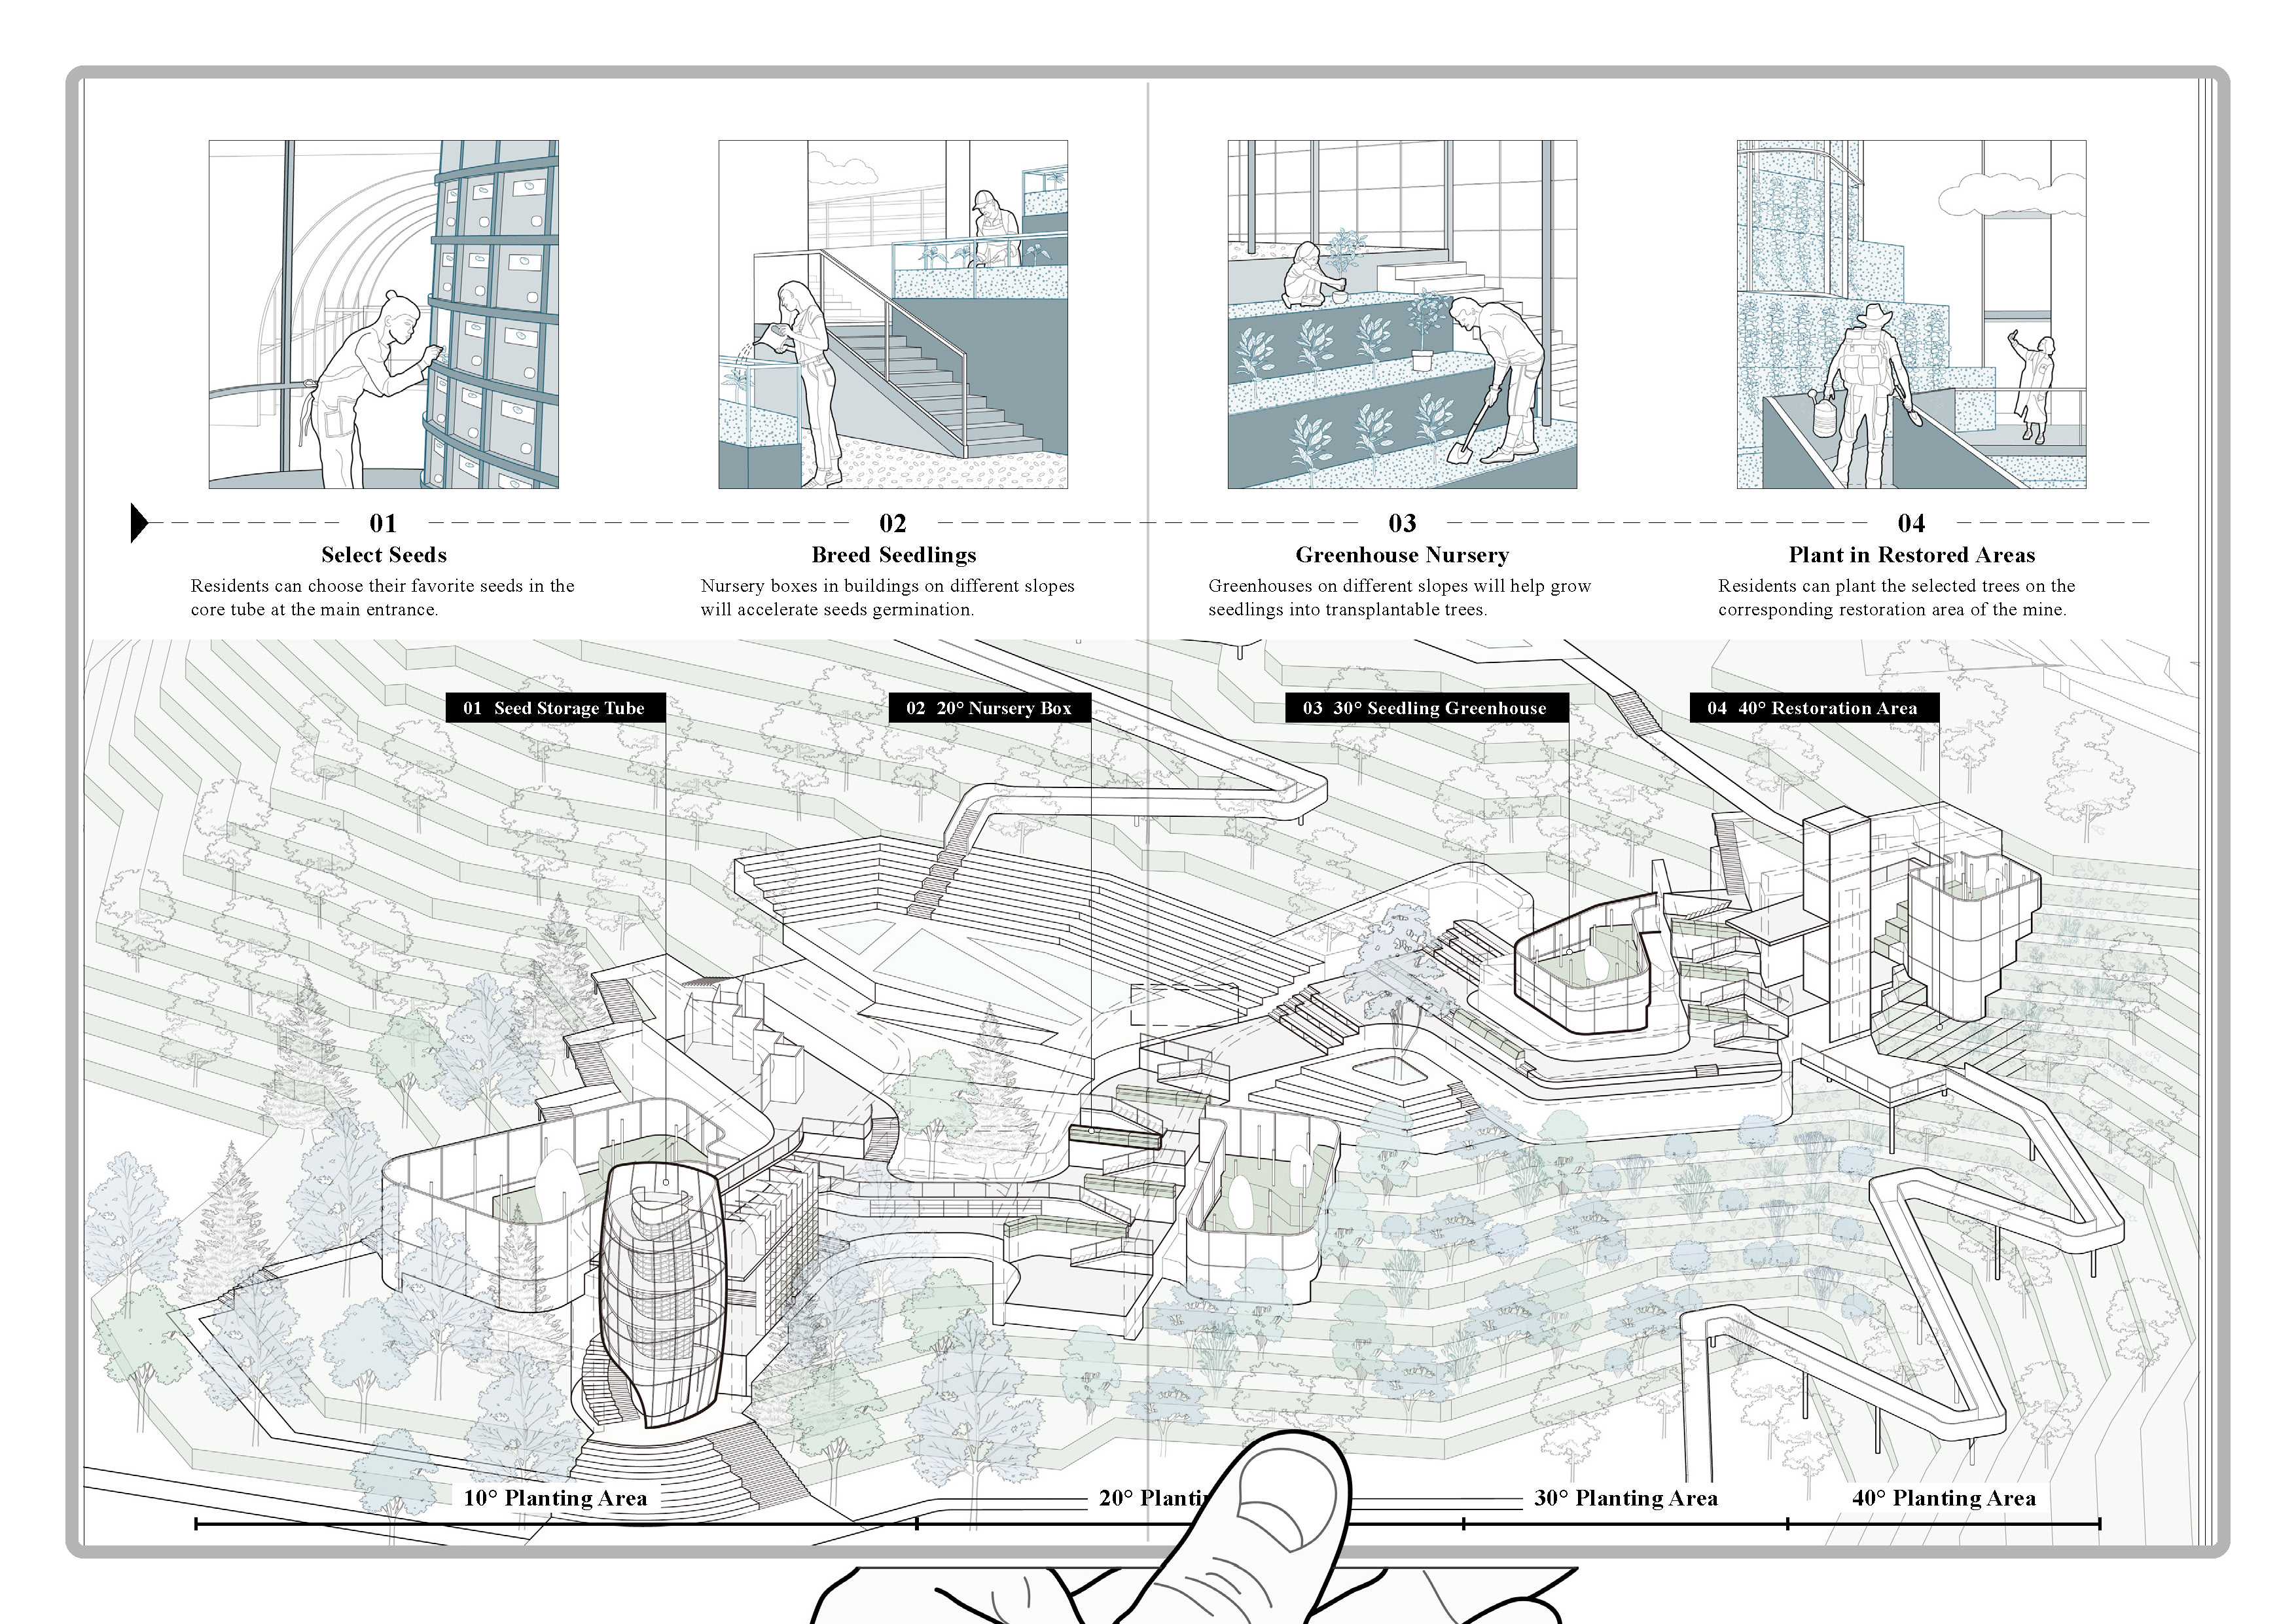 01
Select Seeds
Residents can choose their favorite seeds in the
core tube at the main entrance.
02
Breed Seedlings
Nursery boxes in buildings on different slopes
will accelerate seeds germination.
03
Greenhouse Nursery
Greenhouses on different slopes will help grow
seedlings into transplantable trees.
04
Plant in Restored Areas
Residents can plant the selected trees on the
corresponding restoration area of the mine.
01 Seed Storage Tube
02 20° Nursery Box
03 30° Seedling Greenhouse
04 40° Restoration Area
10° Planting Area
20°
30° Planting Area
40° Planting Area